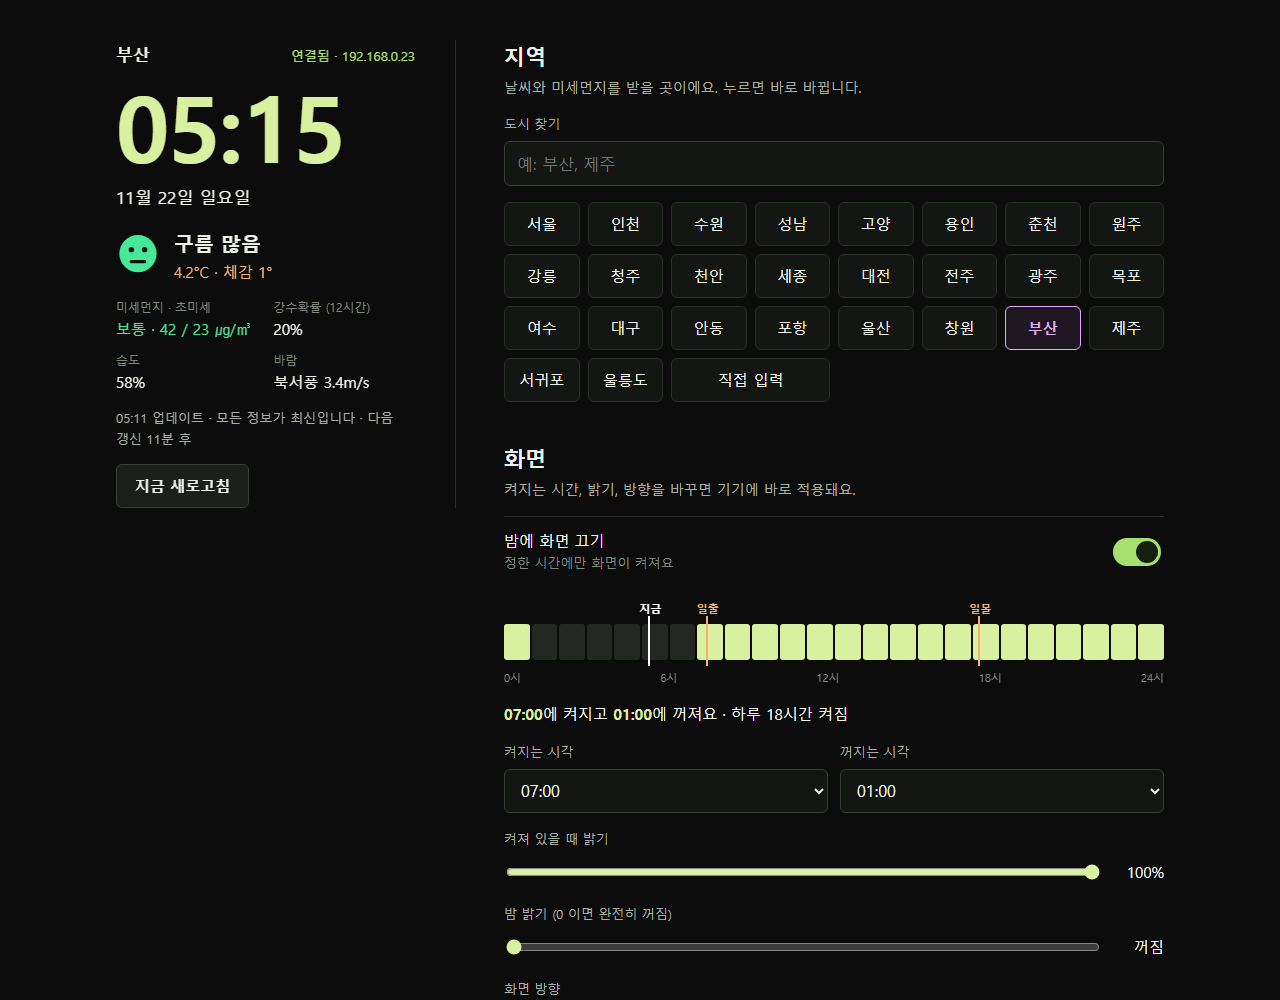 부산
연결됨 · 192.168.0.23
05:15
11월 22일 일요일
구름 많음
4.2°C · 체감 1°
미세먼지 · 초미세
강수확률 (12시간)
보통 · 42 / 23 µg/㎥
20%
습도
바람
58%
북서풍 3.4m/s
05:11 업데이트 · 모든 정보가 최신입니다 · 다음
갱신 11분 후
지금 새로고침
지역
날씨와 미세먼지를 받을 곳이에요. 누르면 바로 바뀝니다.
도시 찾기
예: 부산, 제주
서울 인천 수원 성남 고양 용인 춘천 원주
강릉 청주 천안 세종 대전 전주 광주 목포
여수 대구 안동 포항 울산 창원 부산 제주
서귀포 울릉도 직접 입력
화면
켜지는 시간, 밝기, 방향을 바꾸면 기기에 바로 적용돼요.
밤에 화면 끄기
정한 시간에만 화면이 켜져요
지금 일출 일몰
0시 6시 12시 18시 24시
07:00에 켜지고 01:00에 꺼져요 · 하루 18시간 켜짐
켜지는 시각
꺼지는 시각
07:00
01:00
켜져 있을 때 밝기
100%
밤 밝기 (0 이면 완전히 꺼짐)
꺼짐
화면 방향